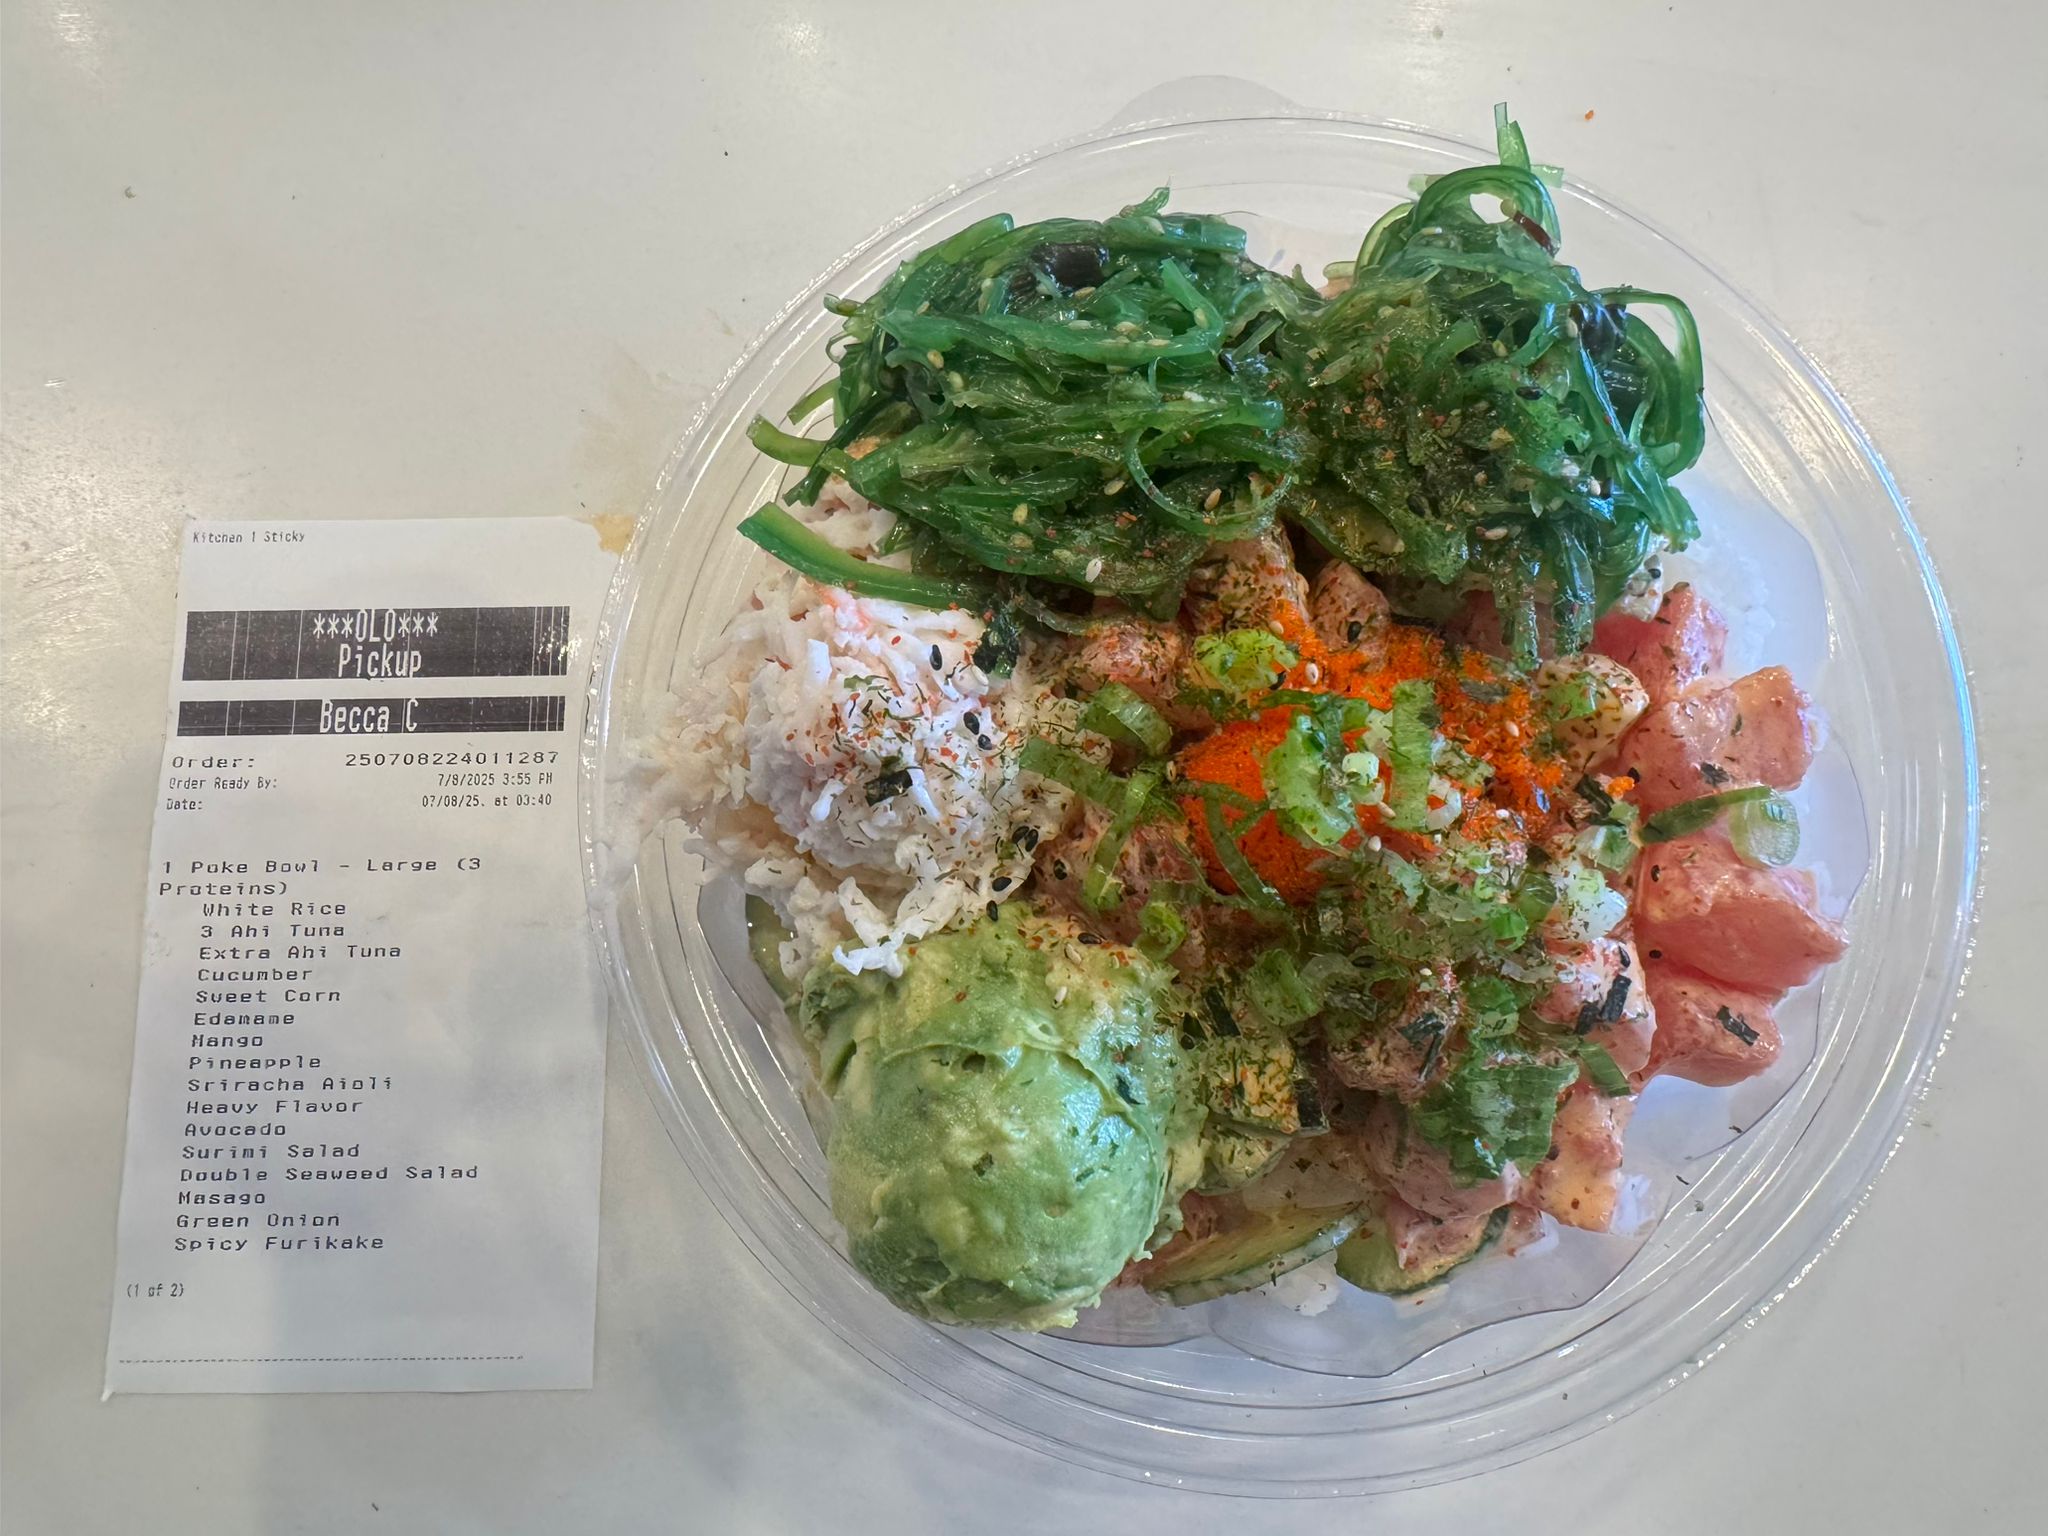 Kitchen 1 Sticky
***OLO***
Pickup
Becca C
Order: 250708224011287
Order Ready By: 7/8/2025 3:55 PM
Date: 07/08/25. at 03:40
1 Poke Bowl - Large (3
Proteins)
White Rice
3 Ahi Tuna
Extra Ahi Tuna
Cucumber
Sweet Corn
Edamame
Mango
Pineapple
Sriracha Aioli
Heavy Flavor
Avocado
Surimi Salad
Double Seaweed Salad
Masago
Green Onion
Spicy Furikake
(1 of 2)